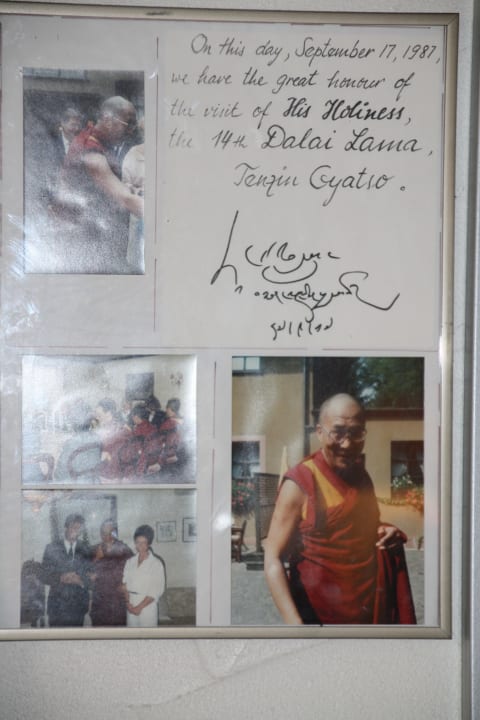 On this day, September 17, 1987,
we have the great honour of
the visit of His Holiness,
the 14th Dalai Lama,
Tenzin Gyatso.